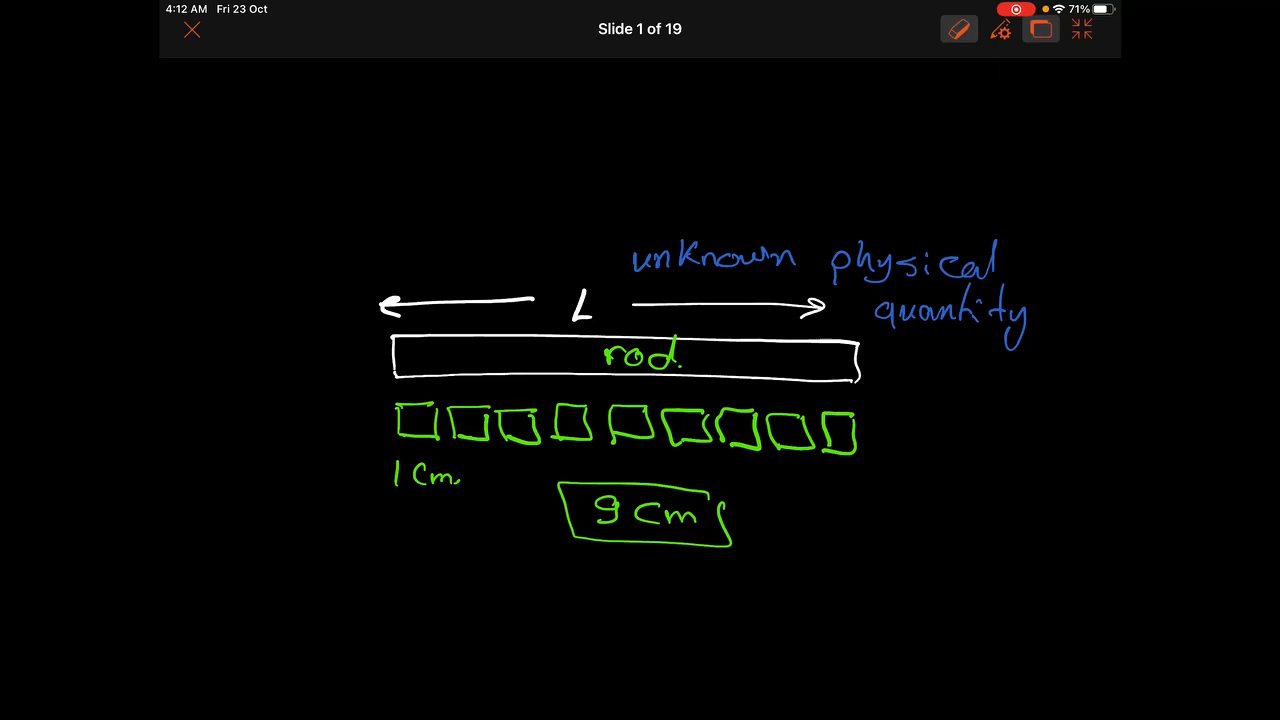 4:12 AM Fri 23 Oct
71%
Slide 1 of 19
unknown physical
quantity
L
rod.
1 Cm.
9 Cm